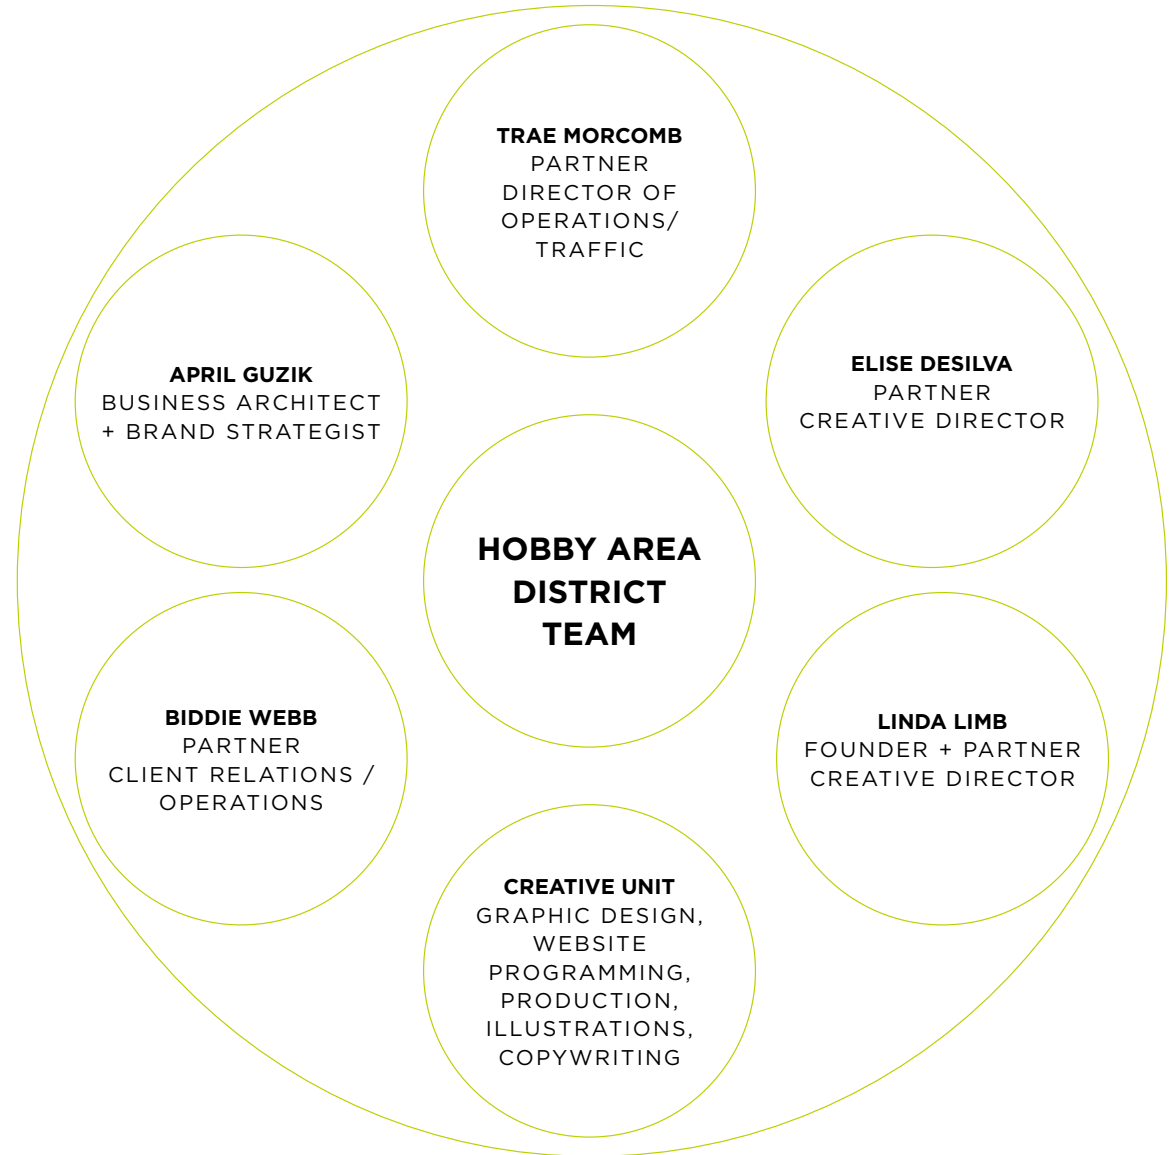 TRAE MORCOMB
PARTNER
DIRECTOR OF
OPERATIONS/
TRAFFIC
APRIL GUZIK
BUSINESS ARCHITECT
+ BRAND STRATEGIST
ELISE DESILVA
PARTNER
CREATIVE DIRECTOR
HOBBY AREA
DISTRICT
TEAM
BIDDIE WEBB
PARTNER
CLIENT RELATIONS /
OPERATIONS
LINDA LIMB
FOUNDER + PARTNER
CREATIVE DIRECTOR
CREATIVE UNIT
GRAPHIC DESIGN,
WEBSITE
PROGRAMMING,
PRODUCTION,
ILLUSTRATIONS,
COPYWRITING